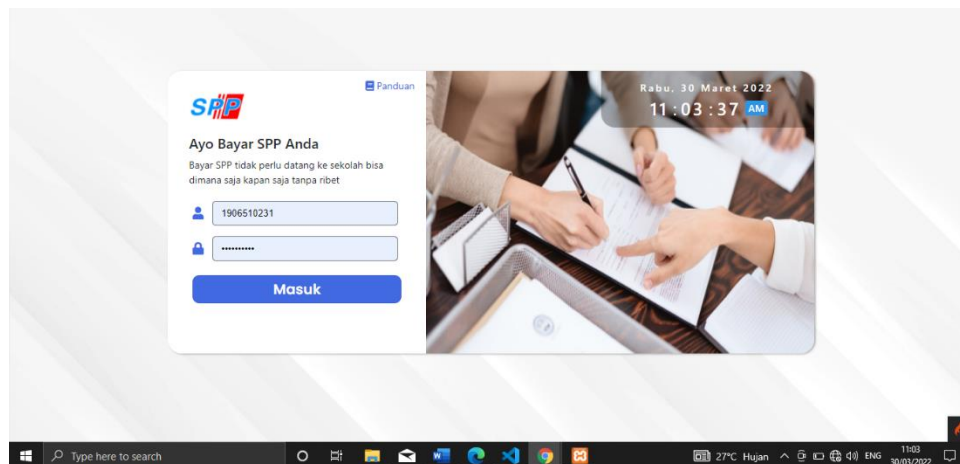 Panduan
SPP
Ayo Bayar SPP Anda
Bayar SPP tidak perlu datang ke sekolah bisa
dimana saja kapan saja tanpa ribet
1906510231
••••••••••
Masuk
Rabu, 30 Maret 2022
11 : 03 : 37 AM
Type here to search
27°C Hujan
ENG
11:03
30/03/2022